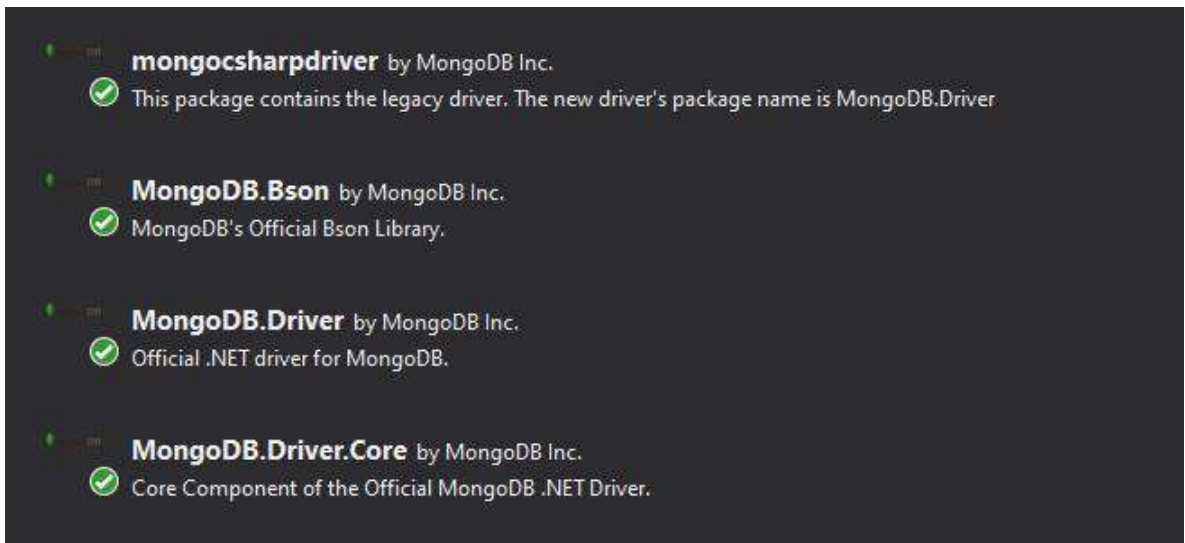 mongocsharpdriver by MongoDB Inc.
This package contains the legacy driver. The new driver's package name is MongoDB.Driver
MongoDB.Bson by MongoDB Inc.
MongoDB's Official Bson Library.
MongoDB.Driver by MongoDB Inc.
Official .NET driver for MongoDB.
MongoDB.Driver.Core by MongoDB Inc.
Core Component of the Official MongoDB .NET Driver.